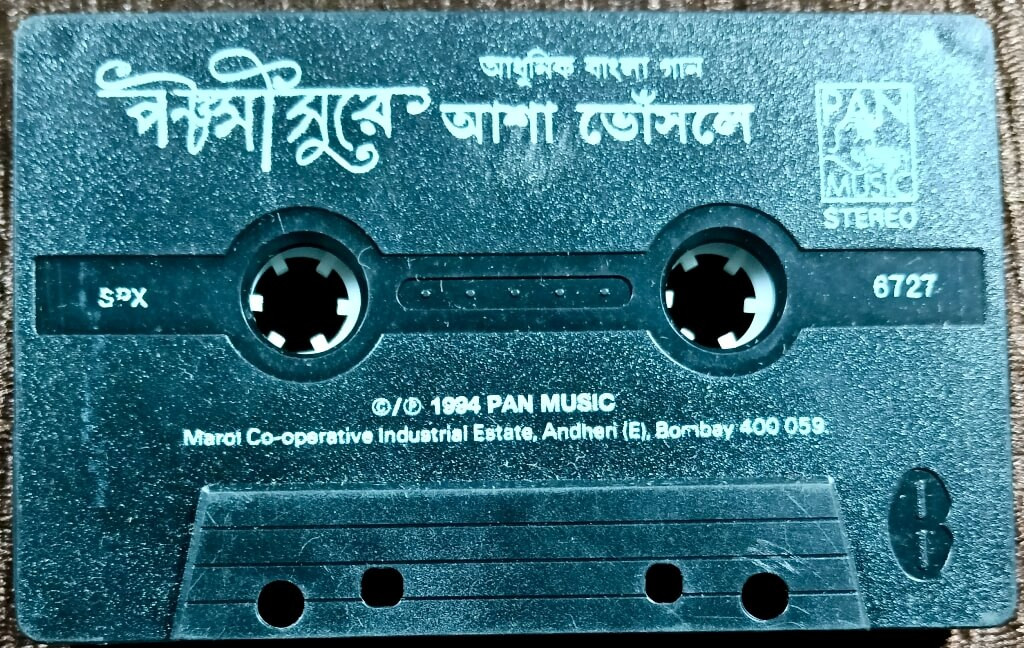 আধুনিক বাংলা গান
পঞ্চমী সুরে আশা ভোঁসলে
PAN
MUSIC
STEREO
SPX
6727
©/℗ 1994 PAN MUSIC
Marol Co-operative Industrial Estate, Andheri (E), Bombay 400 059.
B